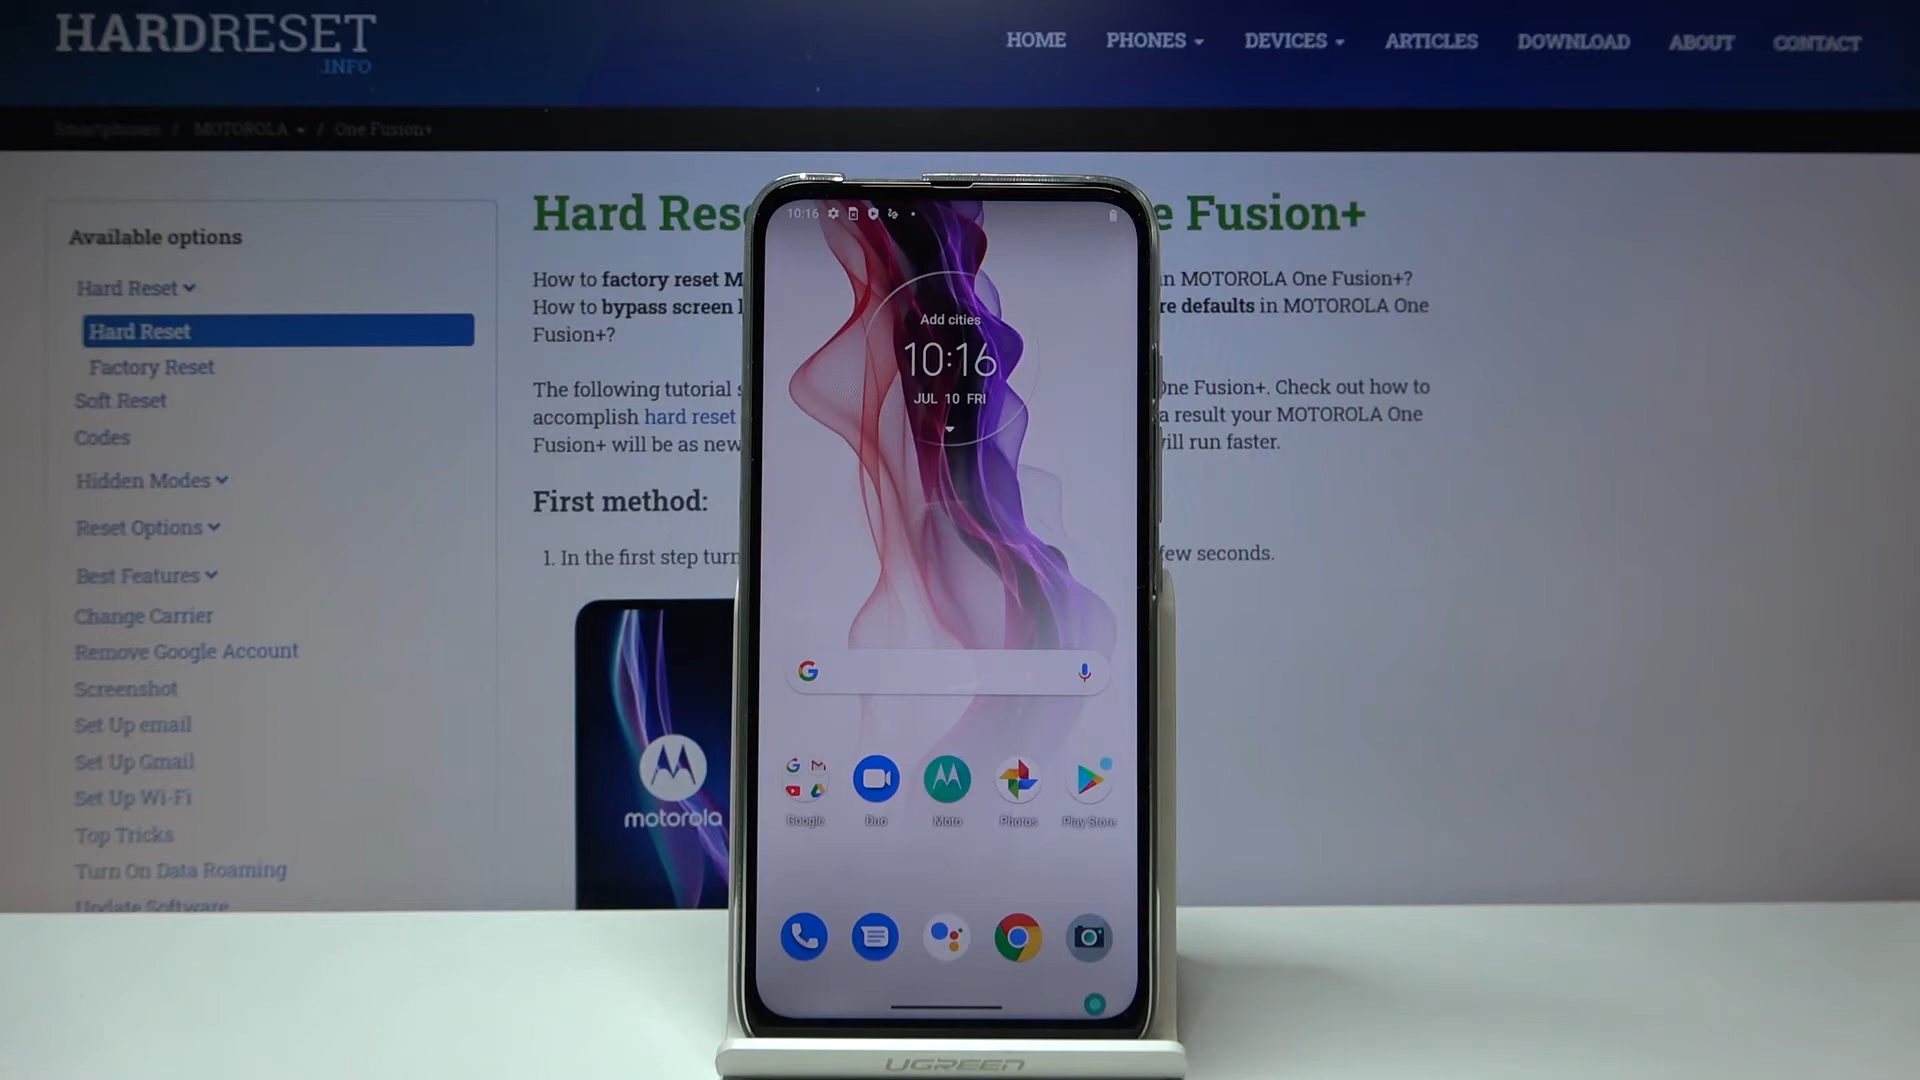 HARDRESET
.INFO
HOME PHONES DEVICES ARTICLES DOWNLOAD ABOUT CONTACT
Smartphones / MOTOROLA / One Fusion+
Available options
Hard Reset
Hard Reset
Factory Reset
Soft Reset
Codes
Hidden Modes
Reset Options
Best Features
Change Carrier
Remove Google Account
Screenshot
Set Up email
Set Up Gmail
Set Up Wi-Fi
Top Tricks
Turn On Data Roaming
Update Software
Hard Res e Fusion+
How to factory reset M in MOTOROLA One Fusion+?
How to bypass screen l re defaults in MOTOROLA One
Fusion+?
The following tutorial s One Fusion+. Check out how to
accomplish hard reset a result your MOTOROLA One
Fusion+ will be as new ill run faster.
First method:
1. In the first step turn few seconds.
motorola
10:16
Add cities
10:16
JUL 10 FRI
Google Duo Moto Photos Play Store
UGREEN